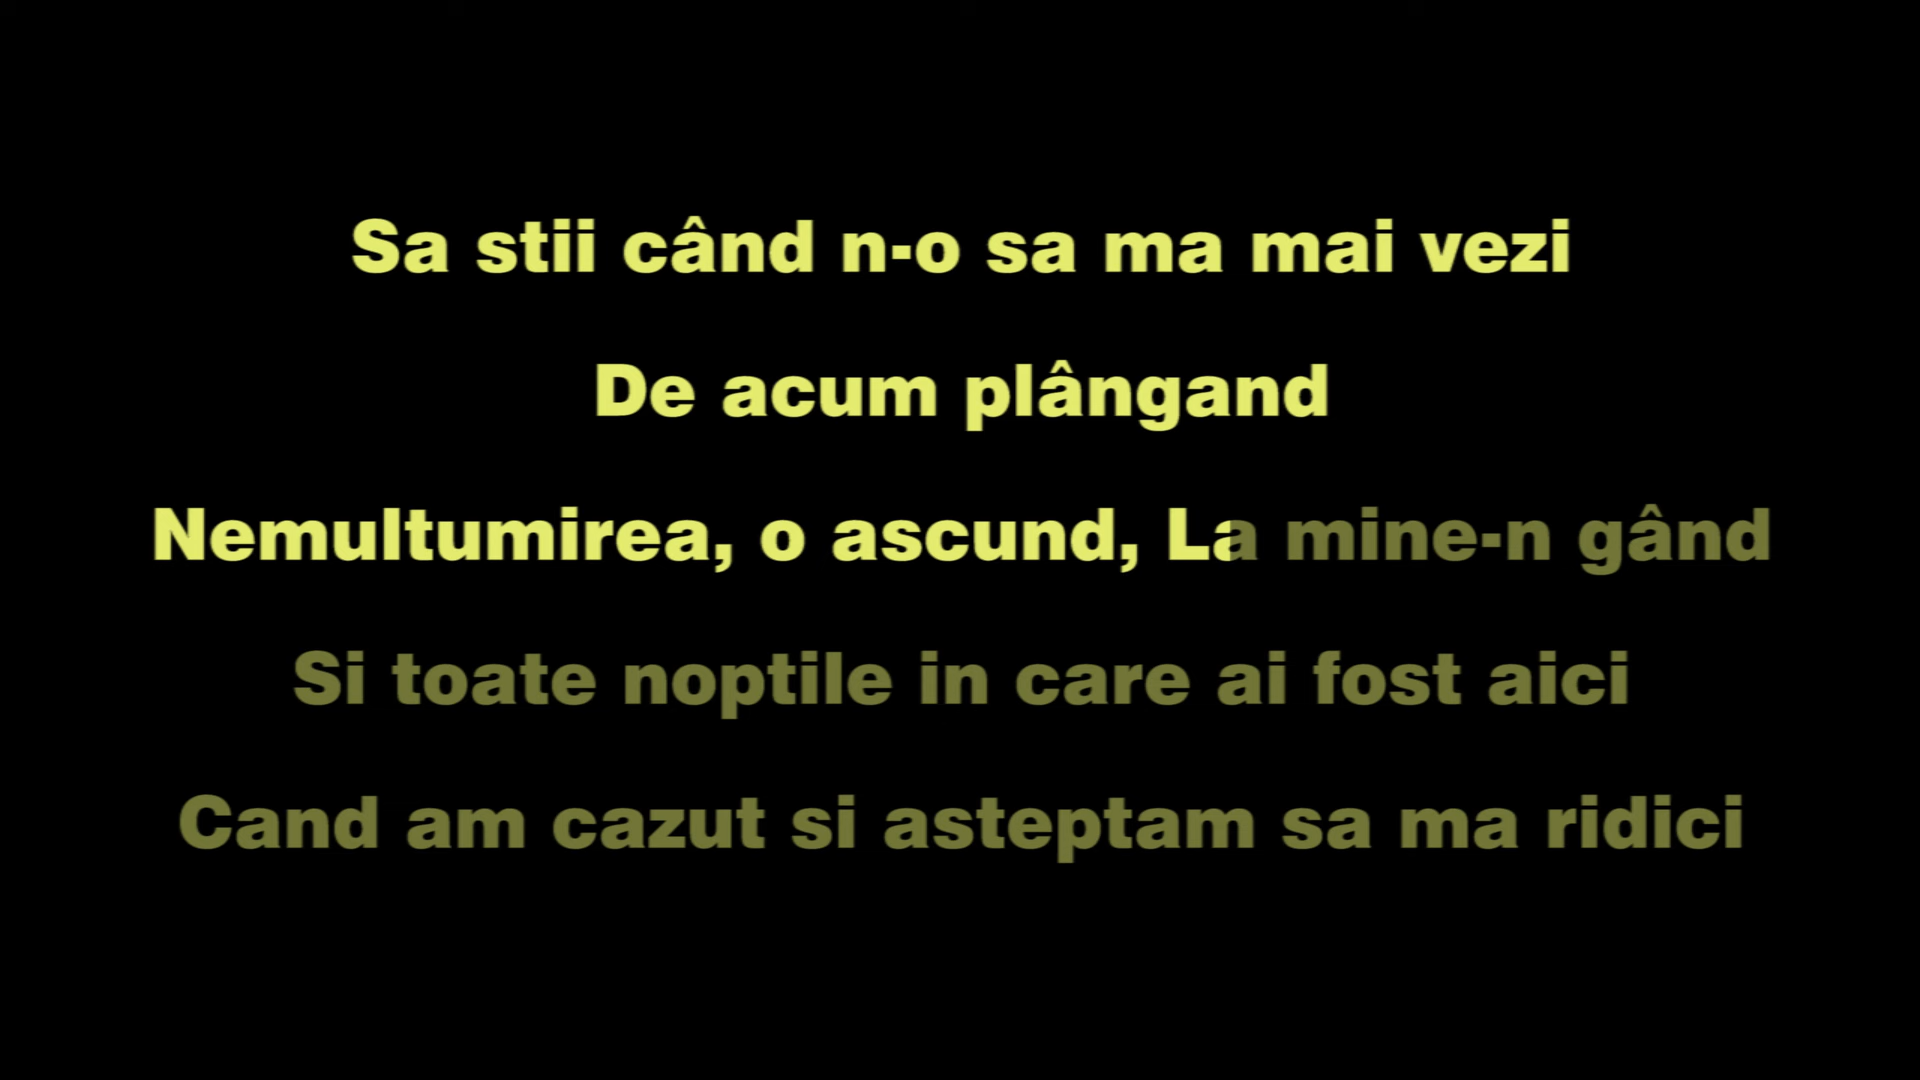 Sa stii când n-o sa ma mai vezi
De acum plângand
Nemultumirea, o ascund, La mine-n gând
Si toate noptile in care ai fost aici
Cand am cazut si asteptam sa ma ridici